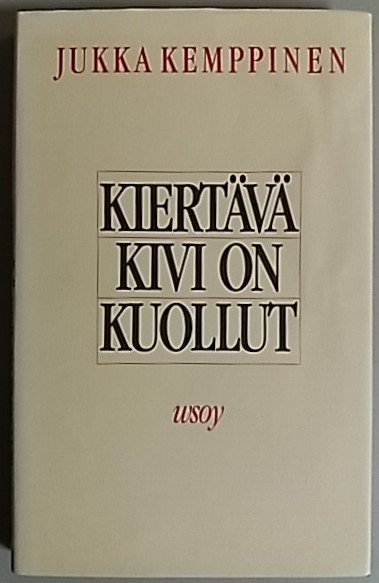 JUKKA KEMPPINEN
KIERTÄVÄ
KIVI ON
KUOLLUT
wsoy